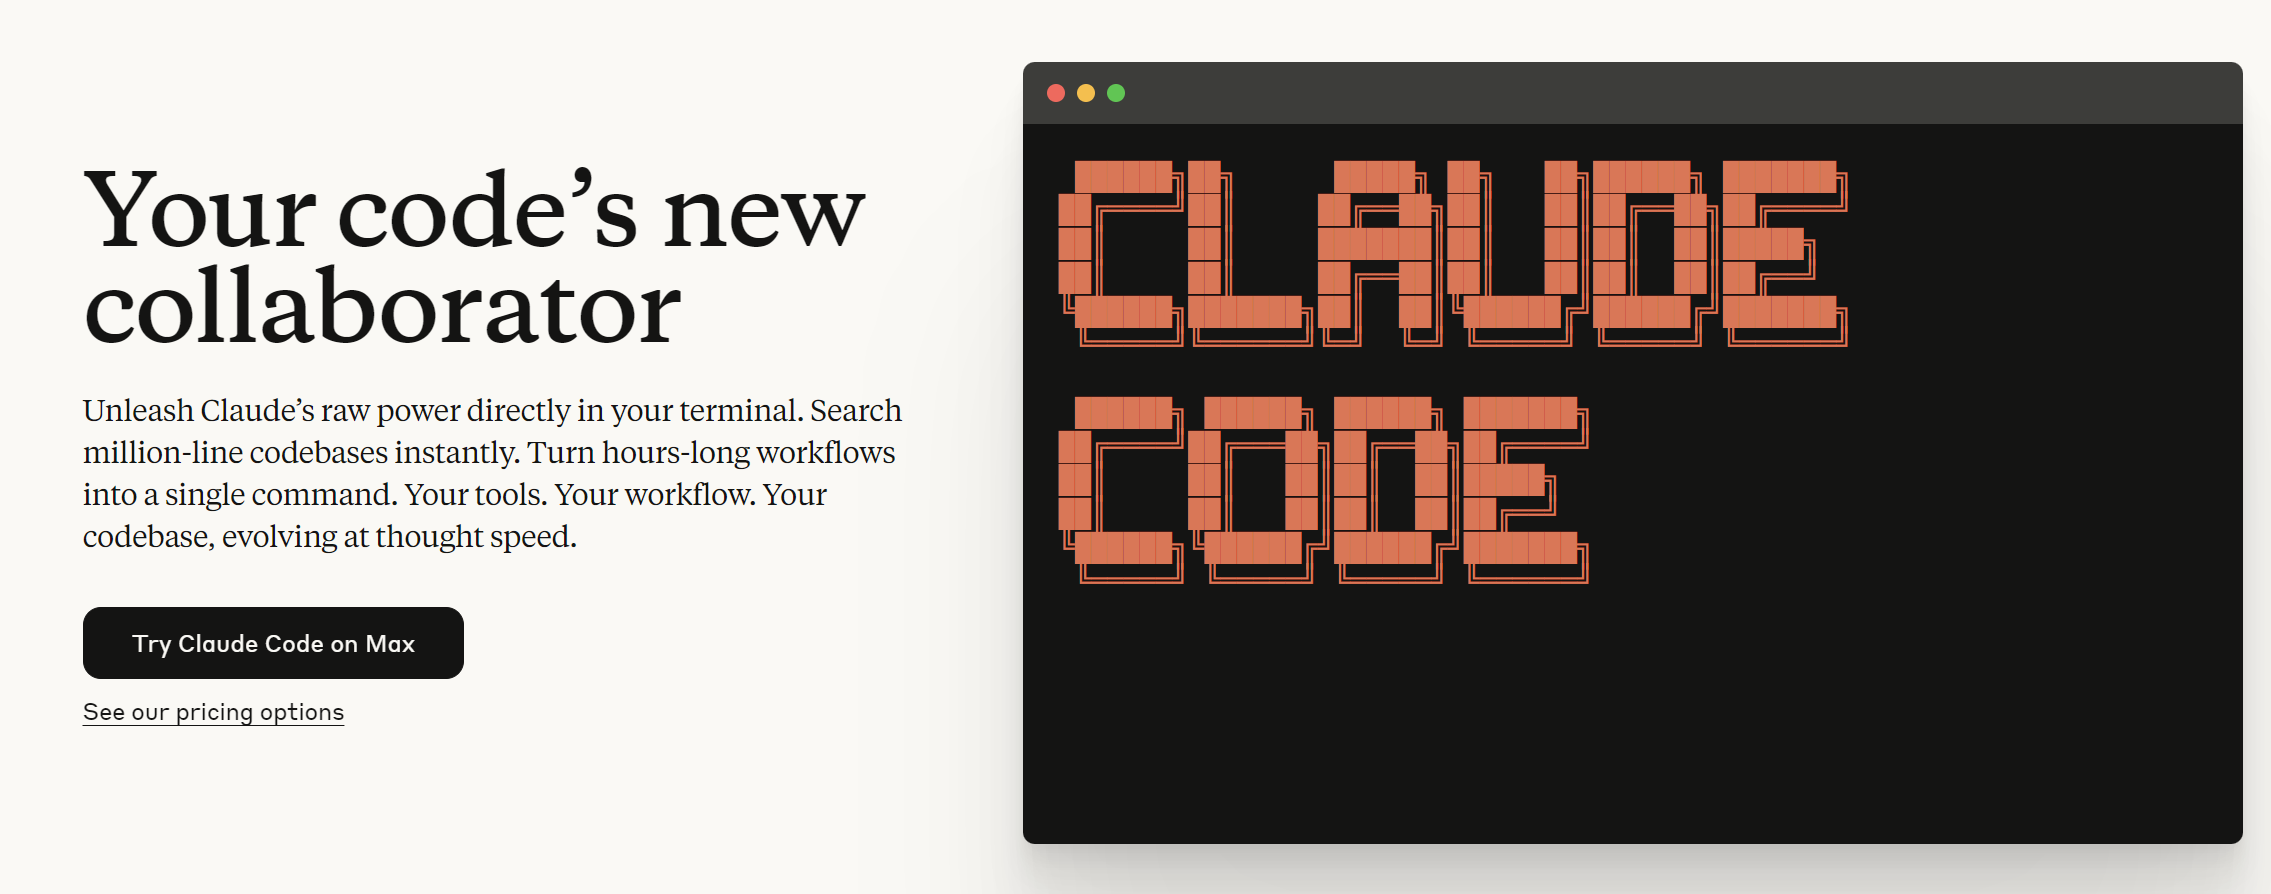 Your code’s new
collaborator
Unleash Claude’s raw power directly in your terminal. Search
million-line codebases instantly. Turn hours-long workflows
into a single command. Your tools. Your workflow. Your
codebase, evolving at thought speed.
Try Claude Code on Max
See our pricing options
CLAUDE
CODE